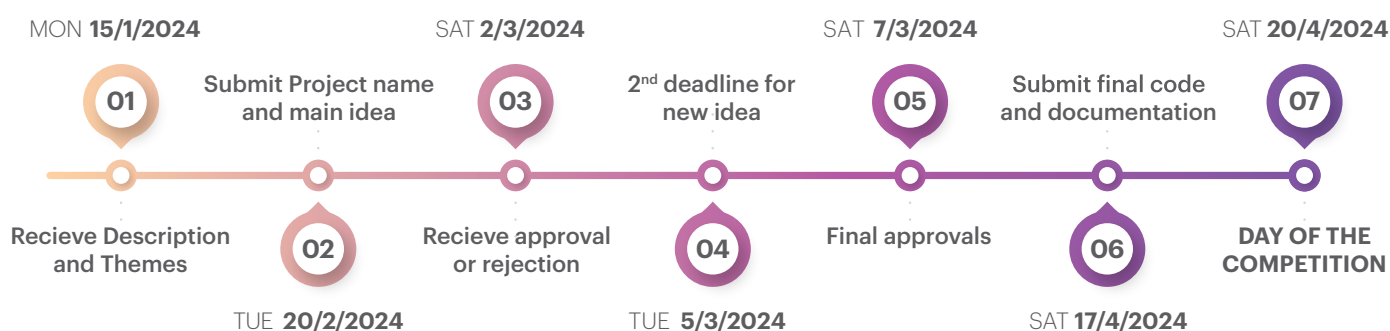 MON 15/1/2024
01
Recieve Description
and Themes
Submit Project name
and main idea
02
TUE 20/2/2024
SAT 2/3/2024
03
Recieve approval
or rejection
2nd deadline for
new idea
04
TUE 5/3/2024
SAT 7/3/2024
05
Final approvals
Submit final code
and documentation
06
SAT 17/4/2024
SAT 20/4/2024
07
DAY OF THE
COMPETITION